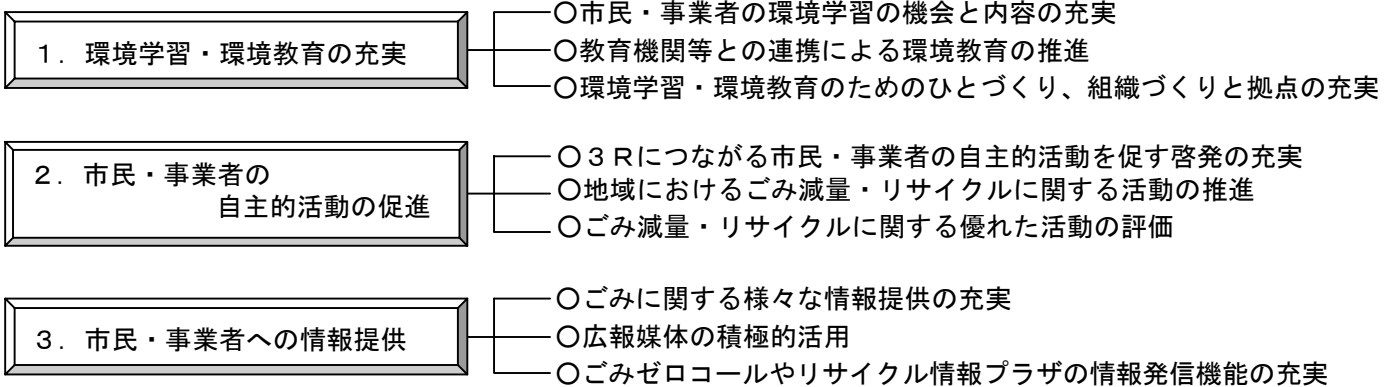 １．環境学習・環境教育の充実
〇市民・事業者の環境学習の機会と内容の充実
〇教育機関等との連携による環境教育の推進
〇環境学習・環境教育のためのひとづくり、組織づくりと拠点の充実
２．市民・事業者の
自主的活動の促進
〇３Ｒにつながる市民・事業者の自主的活動を促す啓発の充実
〇地域におけるごみ減量・リサイクルに関する活動の推進
〇ごみ減量・リサイクルに関する優れた活動の評価
３．市民・事業者への情報提供
〇ごみに関する様々な情報提供の充実
〇広報媒体の積極的活用
〇ごみゼロコールやリサイクル情報プラザの情報発信機能の充実